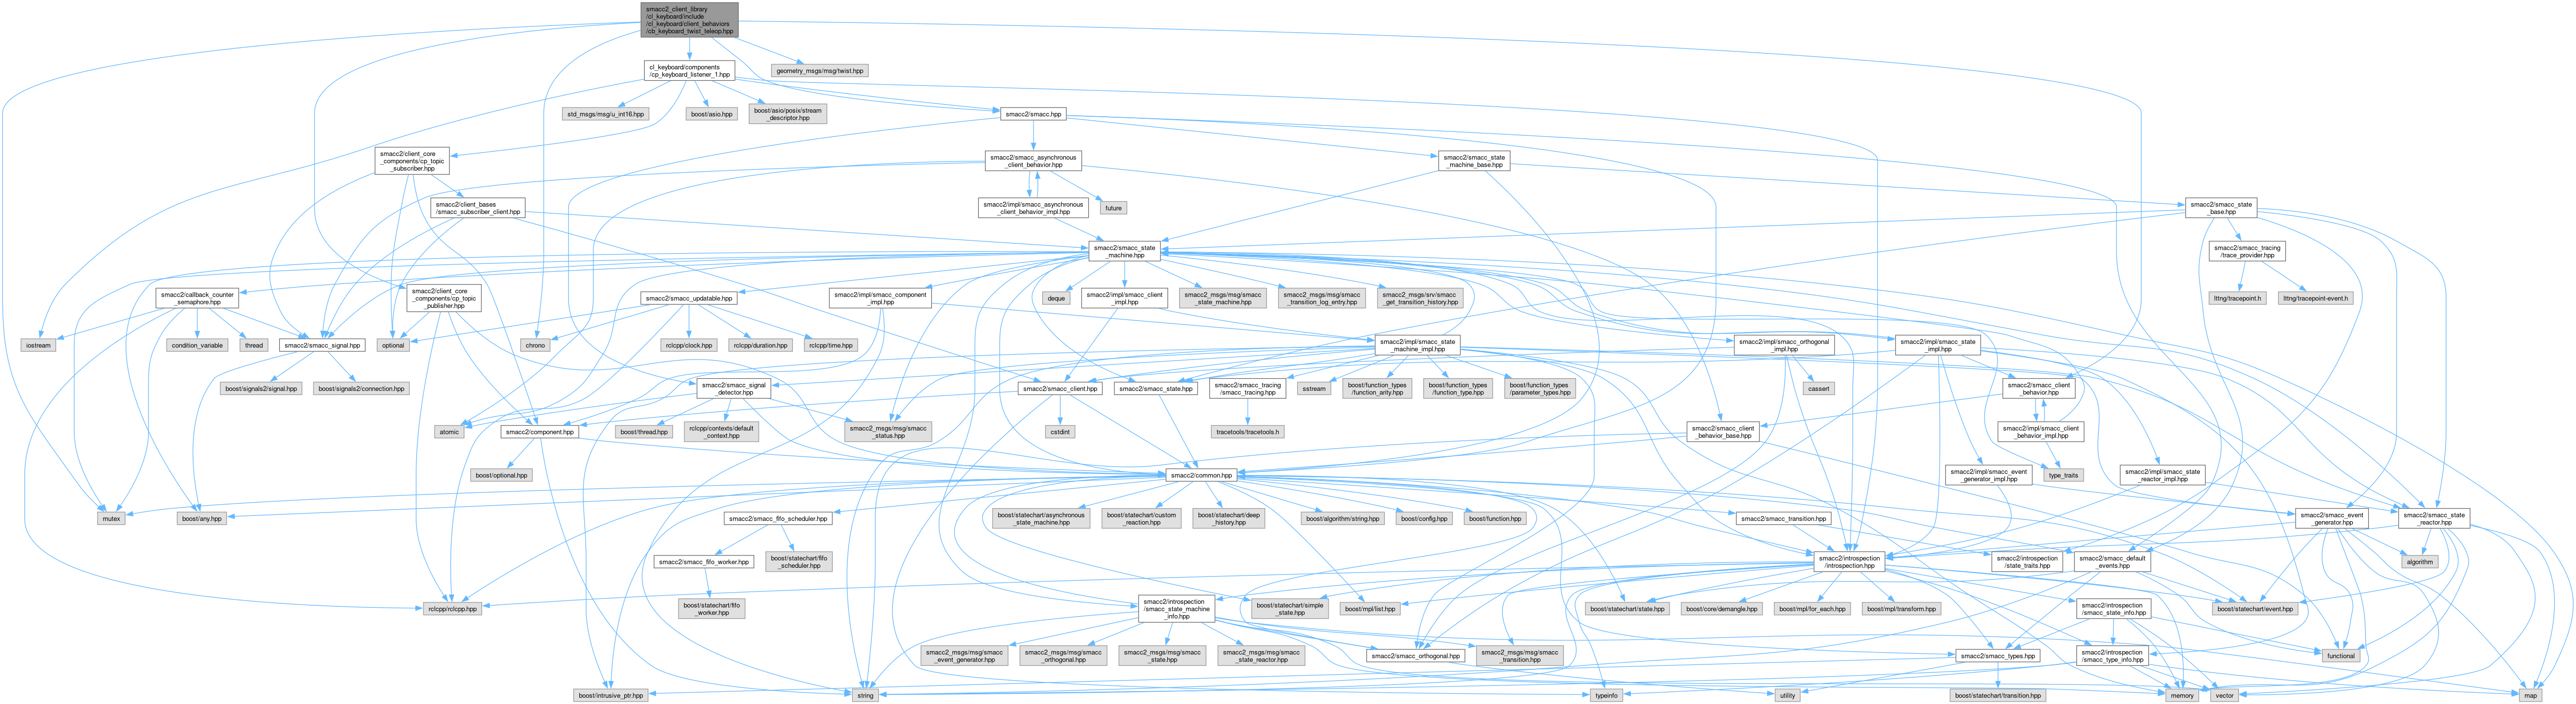 smacc2_client_library
/cl_keyboard/include
/cl_keyboard/client_behaviors
/cb_keyboard_twist_teleop.hpp
cl_keyboard/components
/cp_keyboard_listener_1.hpp
geometry_msgs/msg/twist.hpp
std_msgs/msg/u_int16.hpp
boost/asio.hpp
boost/asio/posix/stream
_descriptor.hpp
smacc2/smacc.hpp
smacc2/client_core
_components/cp_topic
_subscriber.hpp
smacc2/smacc_asynchronous
_client_behavior.hpp
smacc2/smacc_state
_machine_base.hpp
smacc2/client_bases
/smacc_subscriber_client.hpp
smacc2/impl/smacc_asynchronous
_client_behavior_impl.hpp
future
smacc2/smacc_state
_base.hpp
smacc2/smacc_state
_machine.hpp
smacc2/smacc_tracing
/trace_provider.hpp
smacc2/callback_counter
_semaphore.hpp
smacc2/client_core
_components/cp_topic
_publisher.hpp
smacc2/smacc_updatable.hpp
smacc2/impl/smacc_component
_impl.hpp
deque
smacc2/impl/smacc_client
_impl.hpp
smacc2_msgs/msg/smacc
_state_machine.hpp
smacc2_msgs/msg/smacc
_transition_log_entry.hpp
smacc2_msgs/srv/smacc
_get_transition_history.hpp
lttng/tracepoint.h
lttng/tracepoint-event.h
iostream
condition_variable
thread
smacc2/smacc_signal.hpp
optional
chrono
rclcpp/clock.hpp
rclcpp/duration.hpp
rclcpp/time.hpp
smacc2/impl/smacc_state
_machine_impl.hpp
smacc2/impl/smacc_orthogonal
_impl.hpp
smacc2/impl/smacc_state
_impl.hpp
boost/signals2/signal.hpp
boost/signals2/connection.hpp
smacc2/smacc_signal
_detector.hpp
smacc2/smacc_client.hpp
smacc2/smacc_state.hpp
smacc2/smacc_tracing
/smacc_tracing.hpp
sstream
boost/function_types
/function_arity.hpp
boost/function_types
/function_type.hpp
boost/function_types
/parameter_types.hpp
cassert
smacc2/smacc_client
_behavior.hpp
atomic
smacc2/component.hpp
boost/thread.hpp
rclcpp/contexts/default
_context.hpp
smacc2_msgs/msg/smacc
_status.hpp
cstdint
tracetools/tracetools.h
smacc2/smacc_client
_behavior_base.hpp
smacc2/impl/smacc_client
_behavior_impl.hpp
boost/optional.hpp
smacc2/common.hpp
smacc2/impl/smacc_event
_generator_impl.hpp
type_traits
smacc2/impl/smacc_state
_reactor_impl.hpp
mutex
boost/any.hpp
smacc2/smacc_fifo_scheduler.hpp
boost/statechart/asynchronous
_state_machine.hpp
boost/statechart/custom
_reaction.hpp
boost/statechart/deep
_history.hpp
boost/algorithm/string.hpp
boost/config.hpp
boost/function.hpp
smacc2/smacc_transition.hpp
smacc2/smacc_event
_generator.hpp
smacc2/smacc_state
_reactor.hpp
smacc2/smacc_fifo_worker.hpp
boost/statechart/fifo
_scheduler.hpp
smacc2/introspection
/introspection.hpp
smacc2/introspection
/state_traits.hpp
smacc2/smacc_default
_events.hpp
algorithm
rclcpp/rclcpp.hpp
boost/statechart/fifo
_worker.hpp
smacc2/introspection
/smacc_state_machine
_info.hpp
boost/statechart/simple
_state.hpp
boost/mpl/list.hpp
boost/statechart/state.hpp
boost/core/demangle.hpp
boost/mpl/for_each.hpp
boost/mpl/transform.hpp
smacc2/introspection
/smacc_state_info.hpp
boost/statechart/event.hpp
smacc2_msgs/msg/smacc
_event_generator.hpp
smacc2_msgs/msg/smacc
_orthogonal.hpp
smacc2_msgs/msg/smacc
_state.hpp
smacc2_msgs/msg/smacc
_state_reactor.hpp
smacc2/smacc_orthogonal.hpp
smacc2_msgs/msg/smacc
_transition.hpp
smacc2/smacc_types.hpp
smacc2/introspection
/smacc_type_info.hpp
functional
boost/intrusive_ptr.hpp
string
typeinfo
utility
boost/statechart/transition.hpp
memory
vector
map